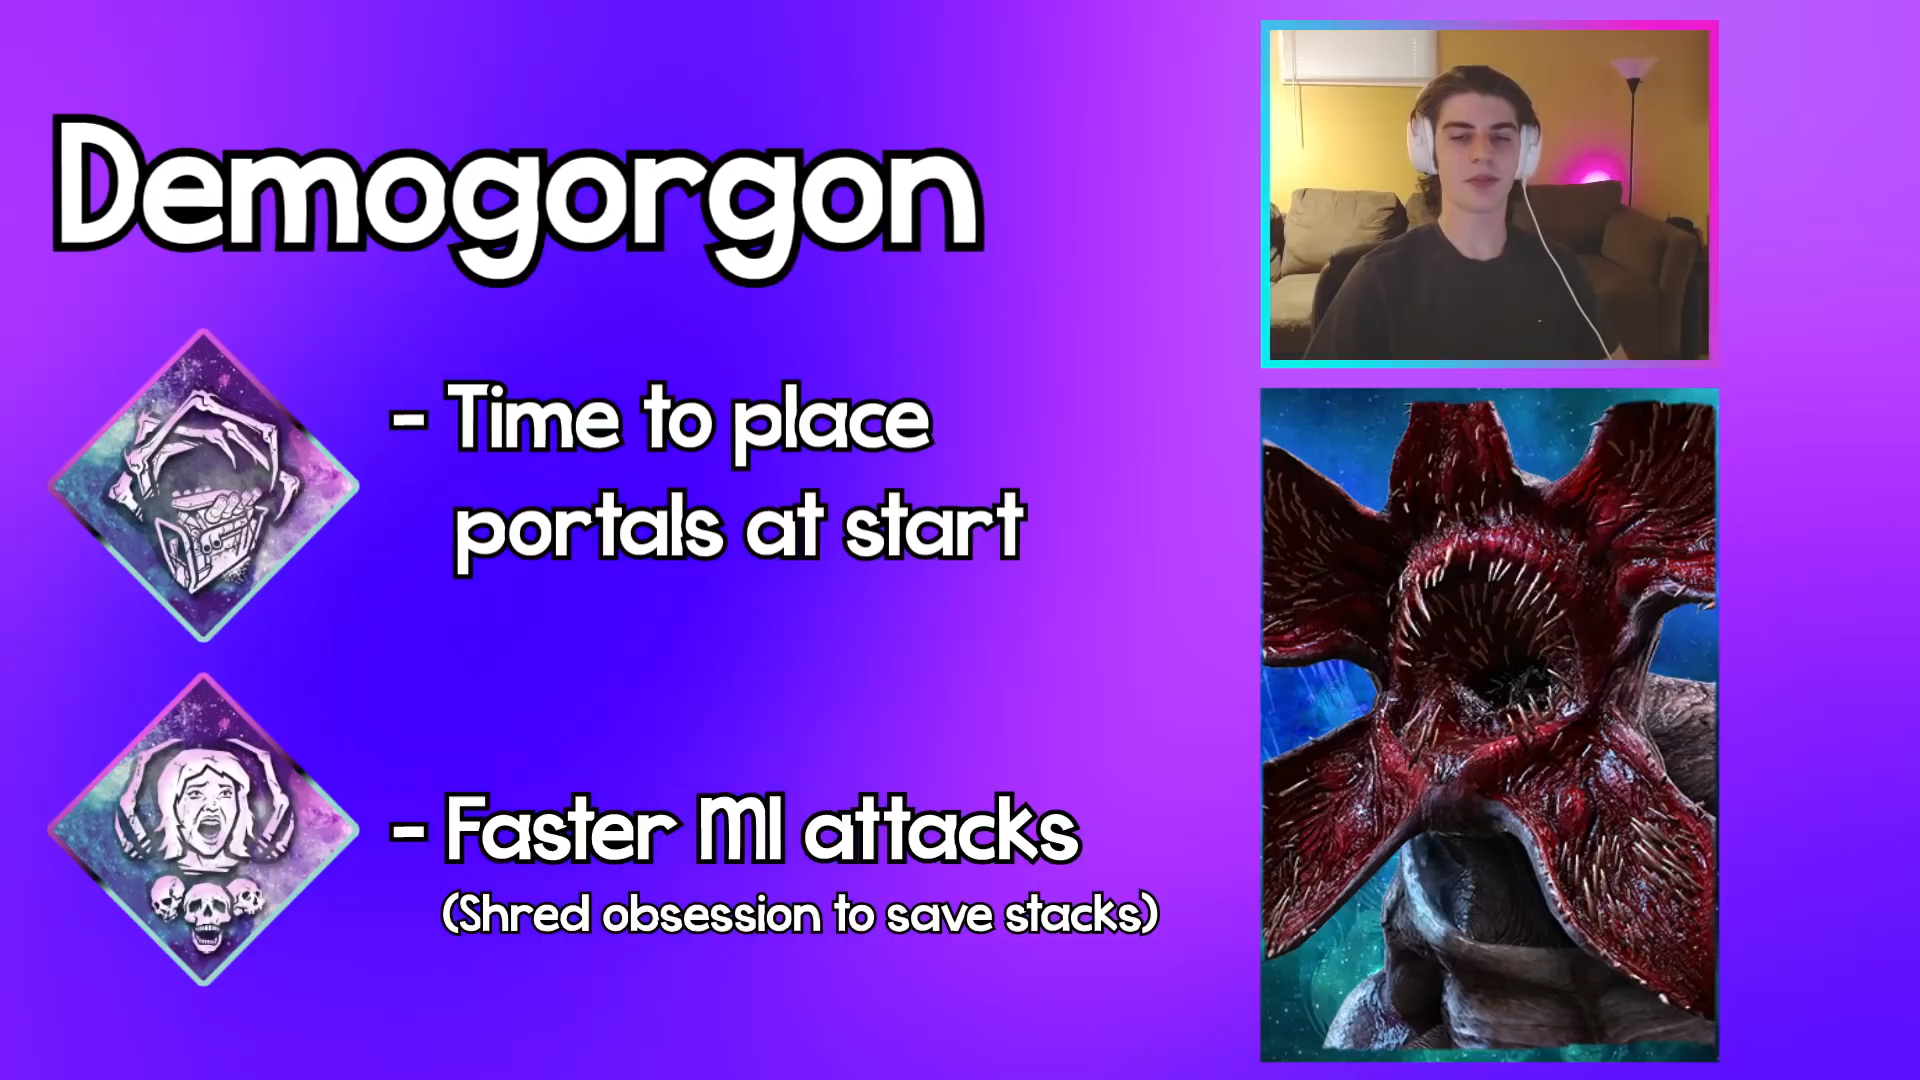 Demogorgon
- Time to place
portals at start
- Faster M1 attacks
(Shred obsession to save stacks)